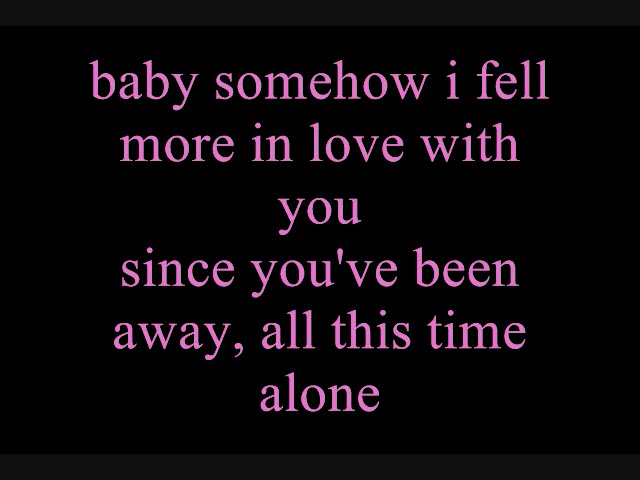 baby somehow i fell
more in love with
you
since you've been
away, all this time
alone